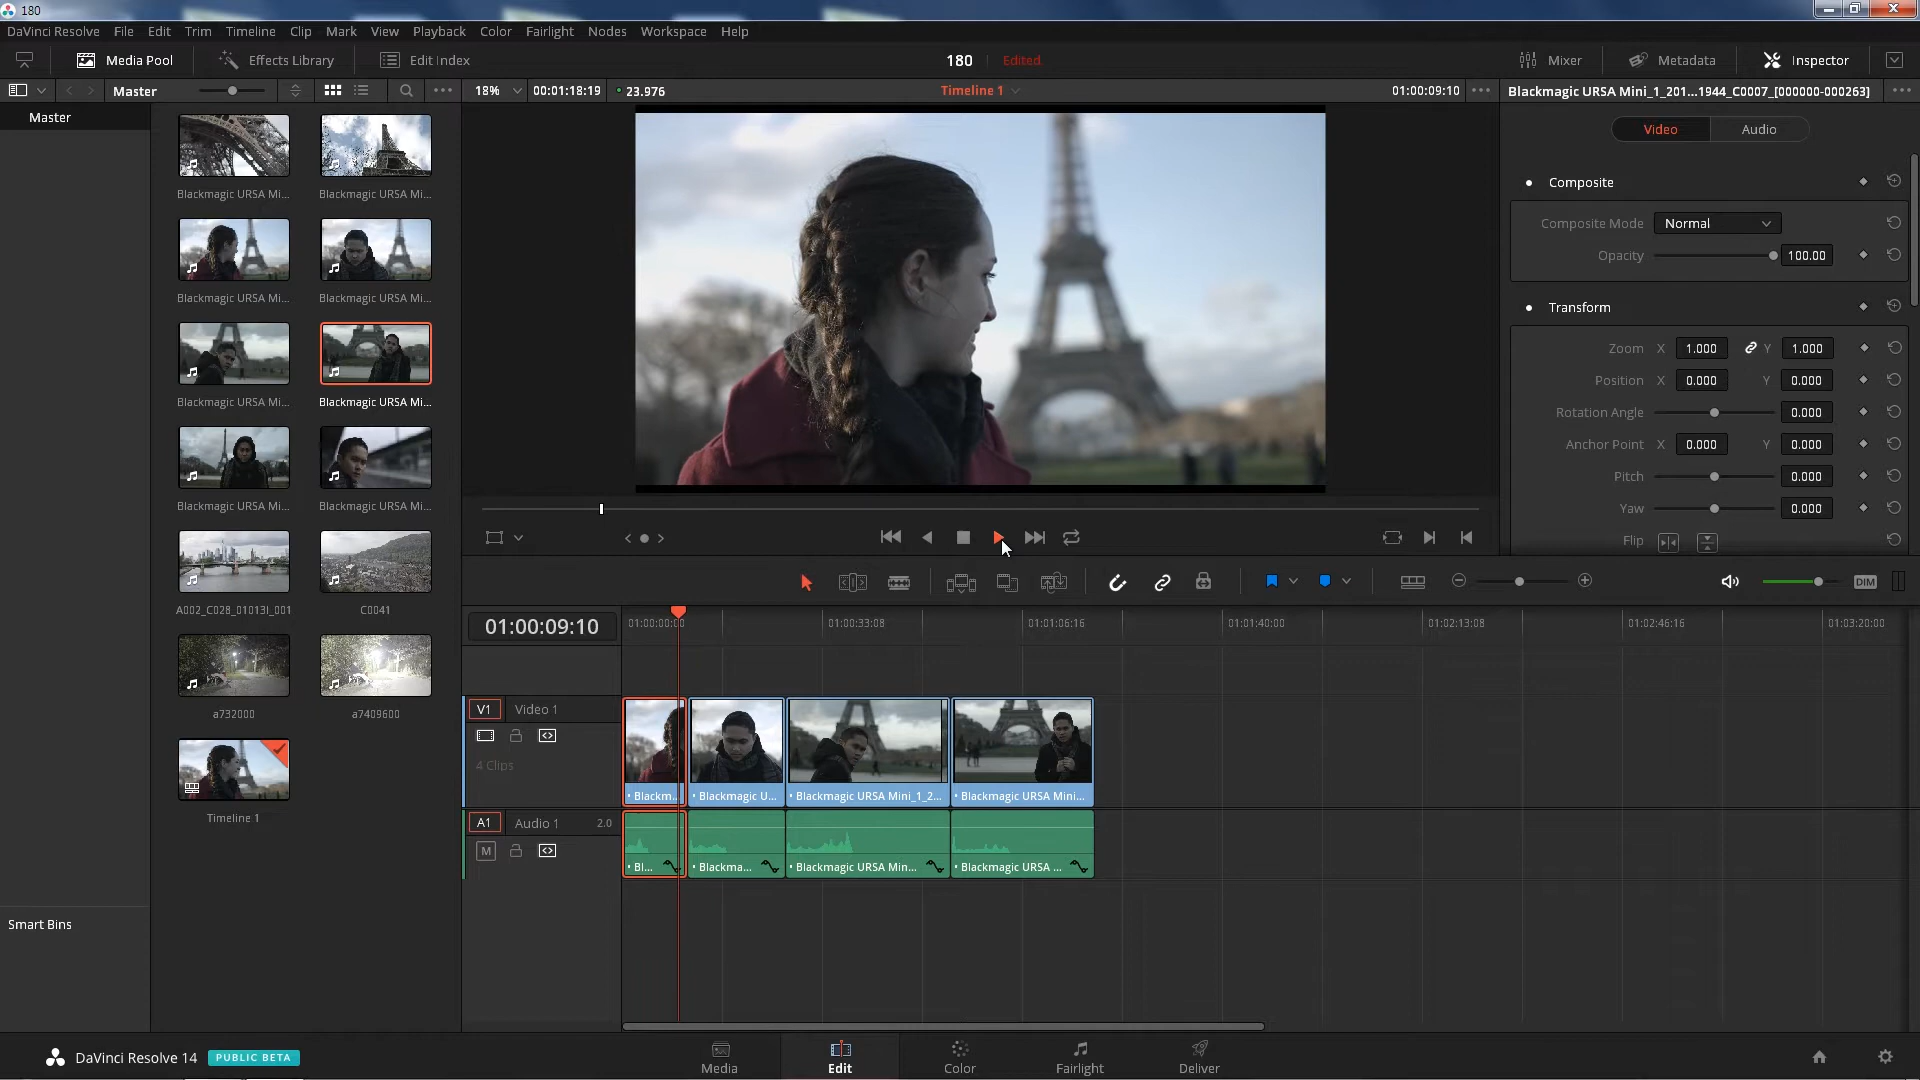 180
DaVinci Resolve File Edit Trim Timeline Clip Mark View Playback Color Fairlight Nodes Workspace Help
Media Pool Effects Library Edit Index 180 Edited Mixer Metadata Inspector
Master 18% 00:01:18:19 23.976 Timeline 1 01:00:09:10 Blackmagic URSA Mini_1_201...1944_C0007_[000000-000263]
Master
Video Audio
Blackmagic URSA Mi... Blackmagic URSA Mi...
Composite
Composite Mode Normal
Opacity 100.00
Blackmagic URSA Mi... Blackmagic URSA Mi...
Transform
Zoom X 1.000 Y 1.000
Position X 0.000 Y 0.000
Blackmagic URSA Mi... Blackmagic URSA Mi...
Rotation Angle 0.000
Anchor Point X 0.000 Y 0.000
Pitch 0.000
Blackmagic URSA Mi... Blackmagic URSA Mi...
Yaw 0.000
Flip
DIM
A002_C028_01013I_001 C0041
01:00:09:10 01:00:00:00 01:00:33:08 01:01:06:16 01:01:40:00 01:02:13:08 01:02:46:16 01:03:20:00
a732000 a7409600
V1 Video 1
4 Clips
• Blackm... • Blackmagic U... • Blackmagic URSA Mini_1_2... • Blackmagic URSA Mini...
Timeline 1
A1 Audio 1 2.0
M
• Bl... • Blackma... • Blackmagic URSA Min... • Blackmagic URSA ...
Smart Bins
DaVinci Resolve 14 PUBLIC BETA
Media Edit Color Fairlight Deliver